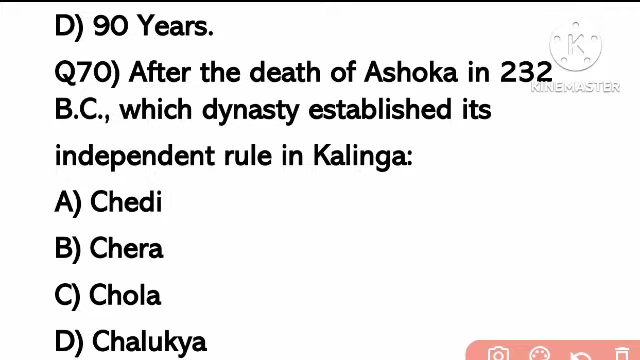 D) 90 Years.
Q70) After the death of Ashoka in 232
B.C., which dynasty established its
independent rule in Kalinga:
A) Chedi
B) Chera
C) Chola
D) Chalukya
K
KINEMASTER